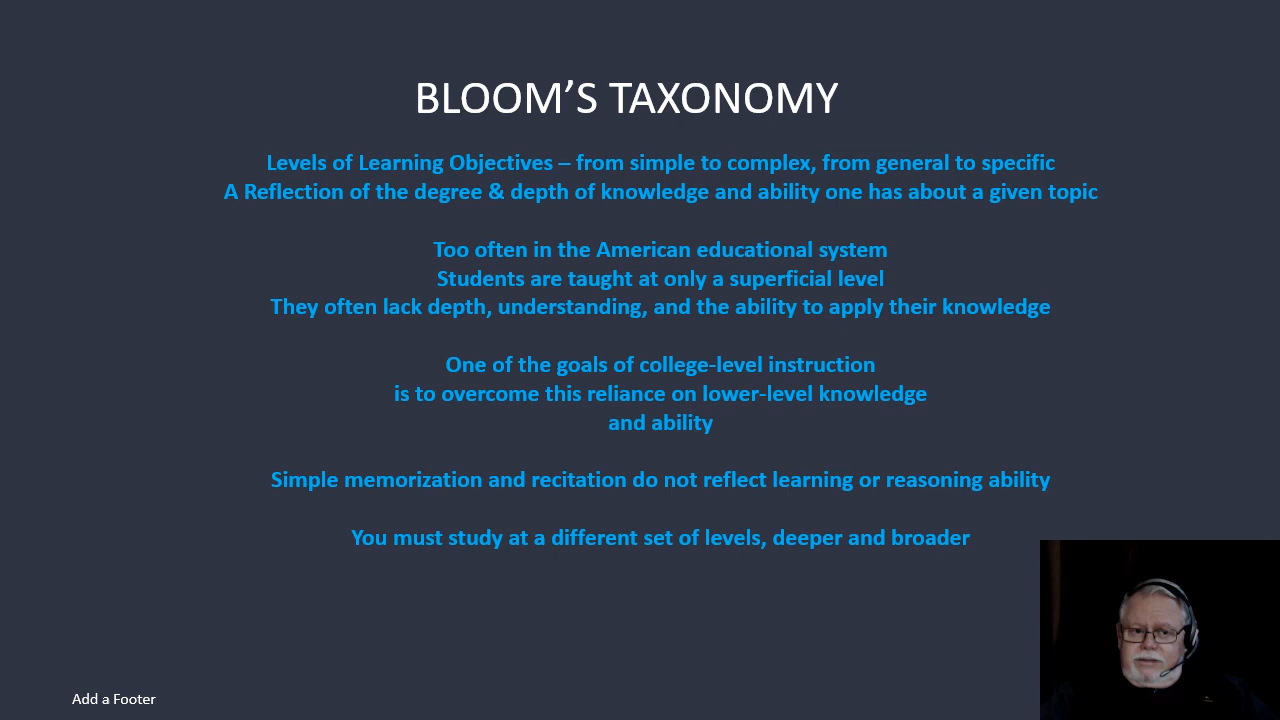 BLOOM’S TAXONOMY
Levels of Learning Objectives – from simple to complex, from general to specific
A Reflection of the degree & depth of knowledge and ability one has about a given topic
Too often in the American educational system
Students are taught at only a superficial level
They often lack depth, understanding, and the ability to apply their knowledge
One of the goals of college-level instruction
is to overcome this reliance on lower-level knowledge
and ability
Simple memorization and recitation do not reflect learning or reasoning ability
You must study at a different set of levels, deeper and broader
Add a Footer